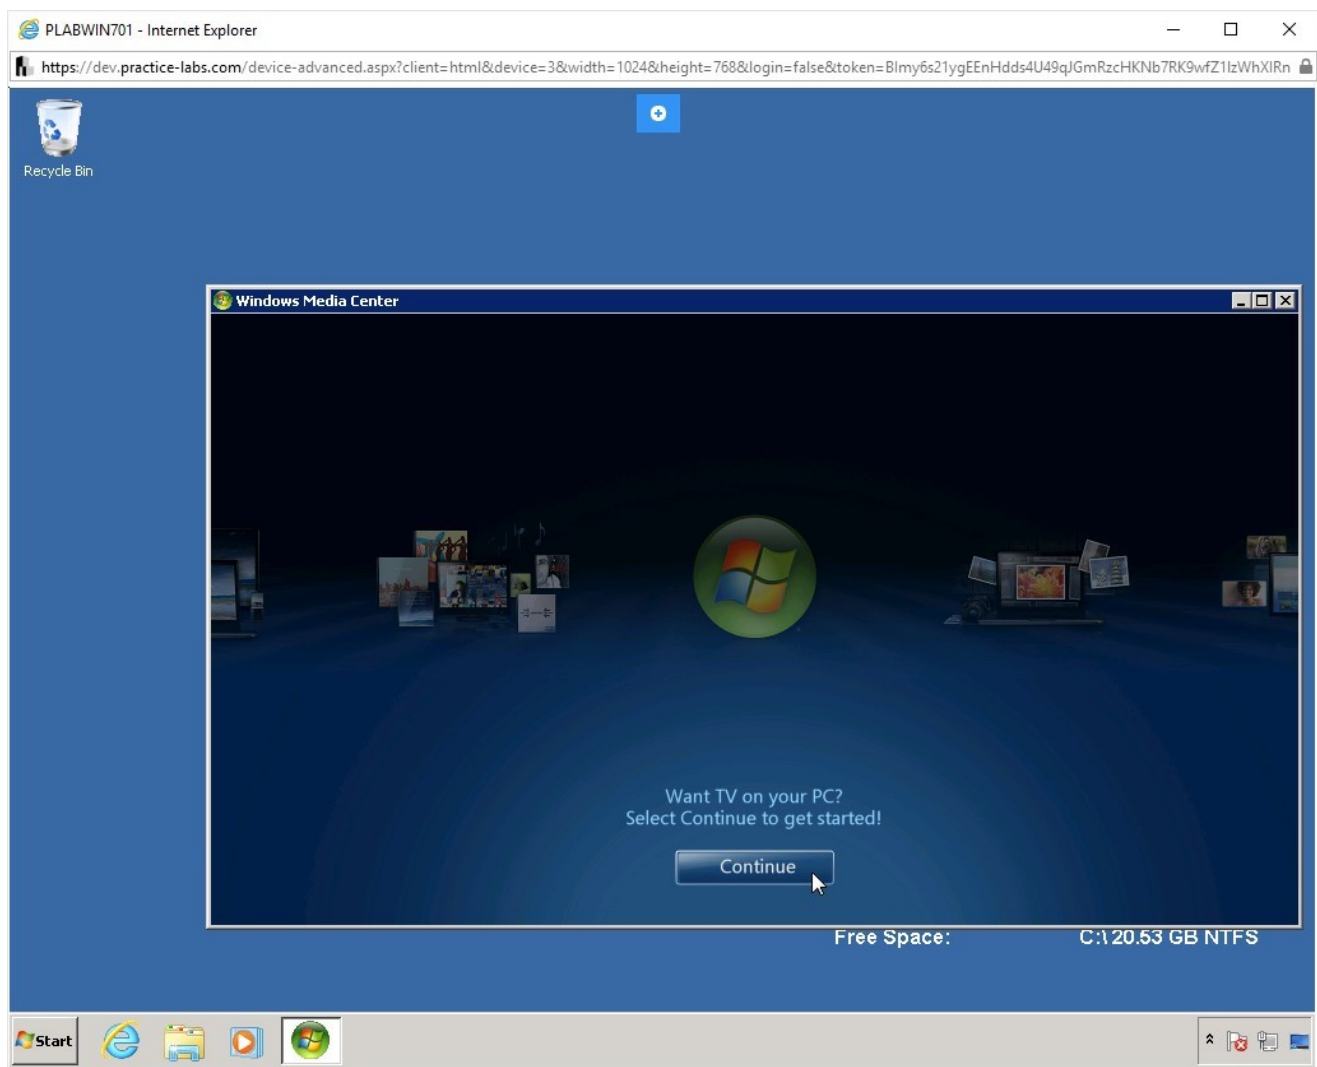 PLABWIN701 - Internet Explorer
https://dev.practice-labs.com/device-advanced.aspx?client=html&device=3&width=1024&height=768&login=false&token=BImy6s21ygEEnHdds4U49qJGmRzcHKNb7RK9wfZ1IzWhXIRn
Recycle Bin
Windows Media Center
Want TV on your PC?
Select Continue to get started!
Continue
Free Space: C:\ 20.53 GB NTFS
Start